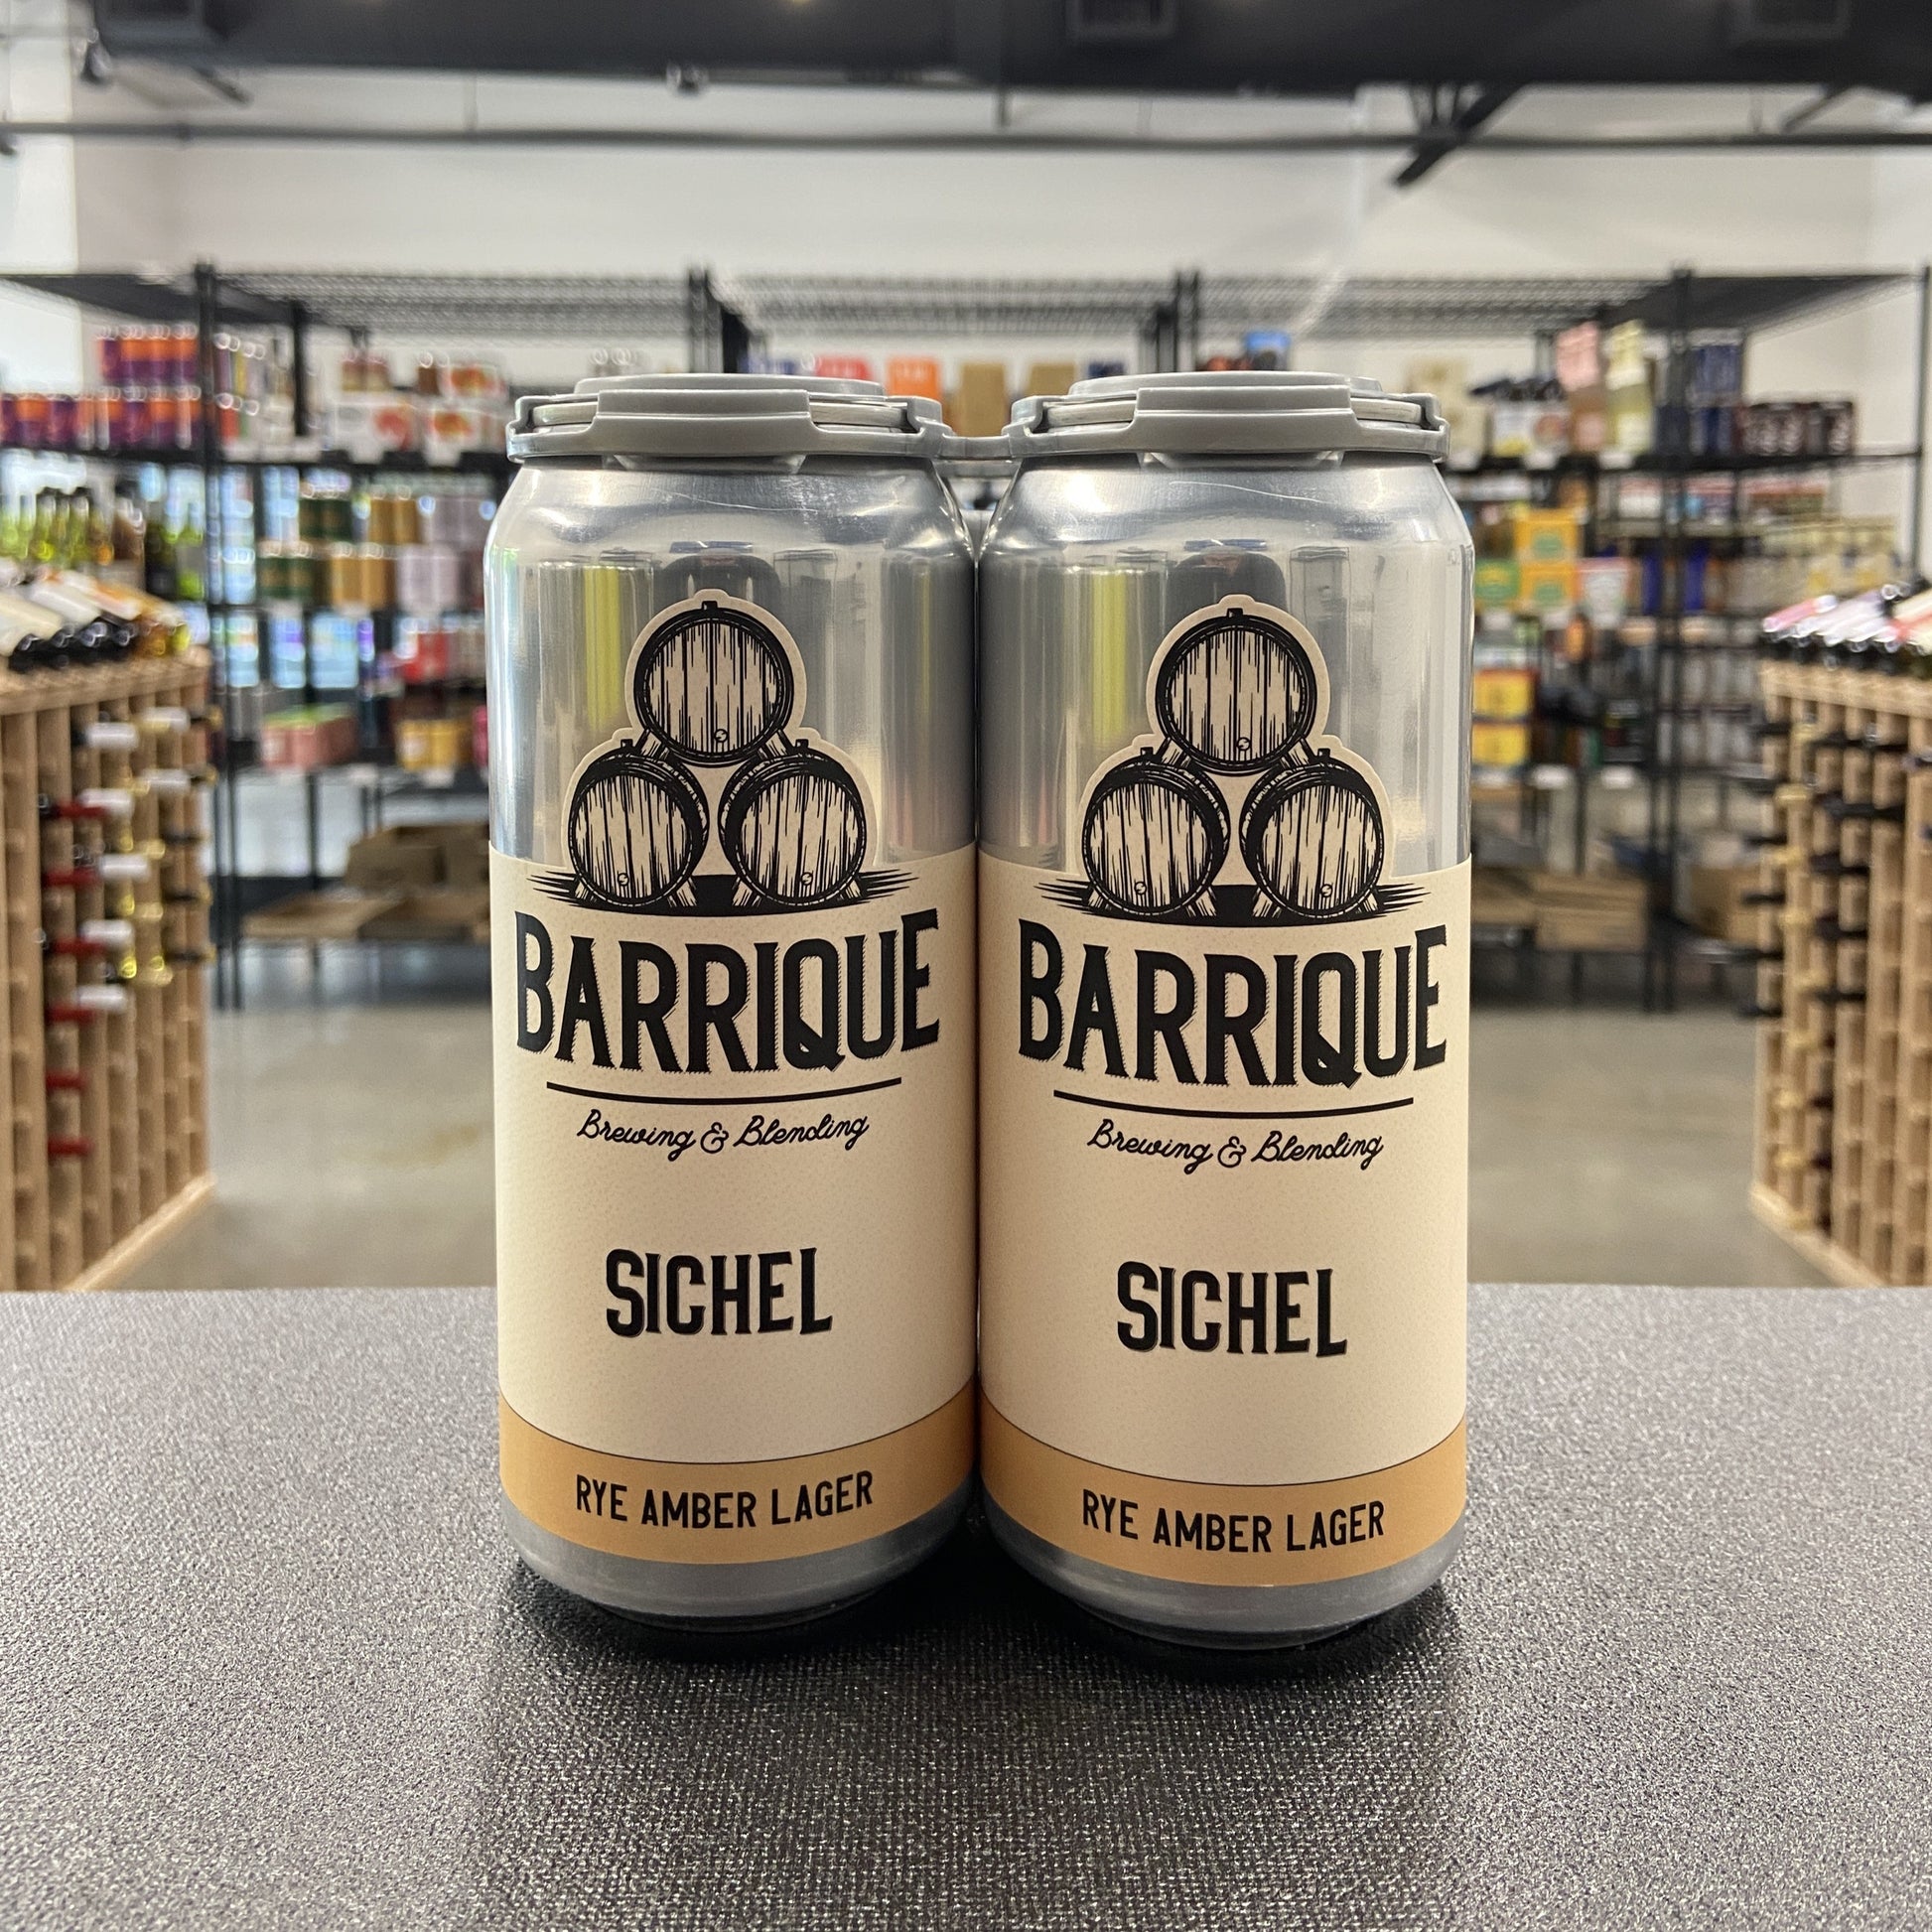 BARRIQUE
Brewing & Blending
SICHEL
RYE AMBER LAGER
BARRIQUE
Brewing & Blending
SICHEL
RYE AMBER LAGER